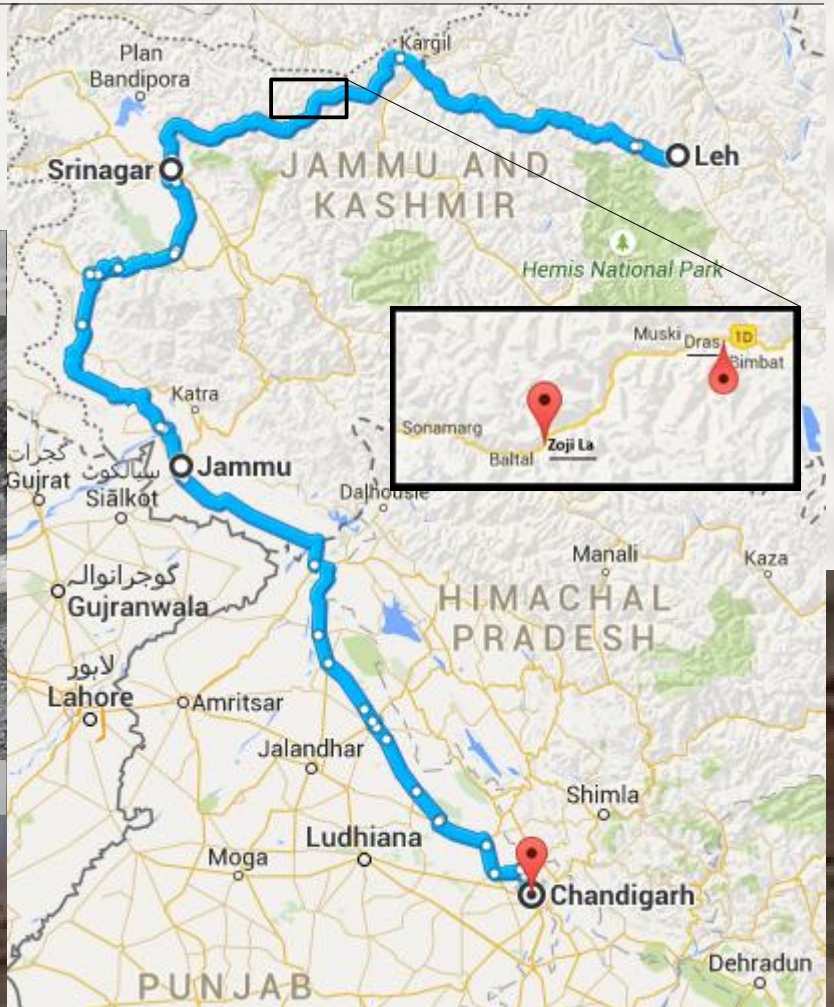 Plan
Bandipora
Kargil
Srinagar
JAMMU AND
KASHMIR
Leh
Hemis National Park
Muski
Dras
1D
Bimbat
Sonamarg
Zoji La
Baltal
Katra
Jammu
گجرات
Gujrat
سیالکوٹ
Siālkot
Dalhousie
Manali
Kaza
گوجرانوالہ
Gujranwala
HIMACHAL
PRADESH
لاہور
Lahore
Amritsar
Jalandhar
Shimla
Ludhiana
Moga
Chandigarh
Dehradun
PUNJAB